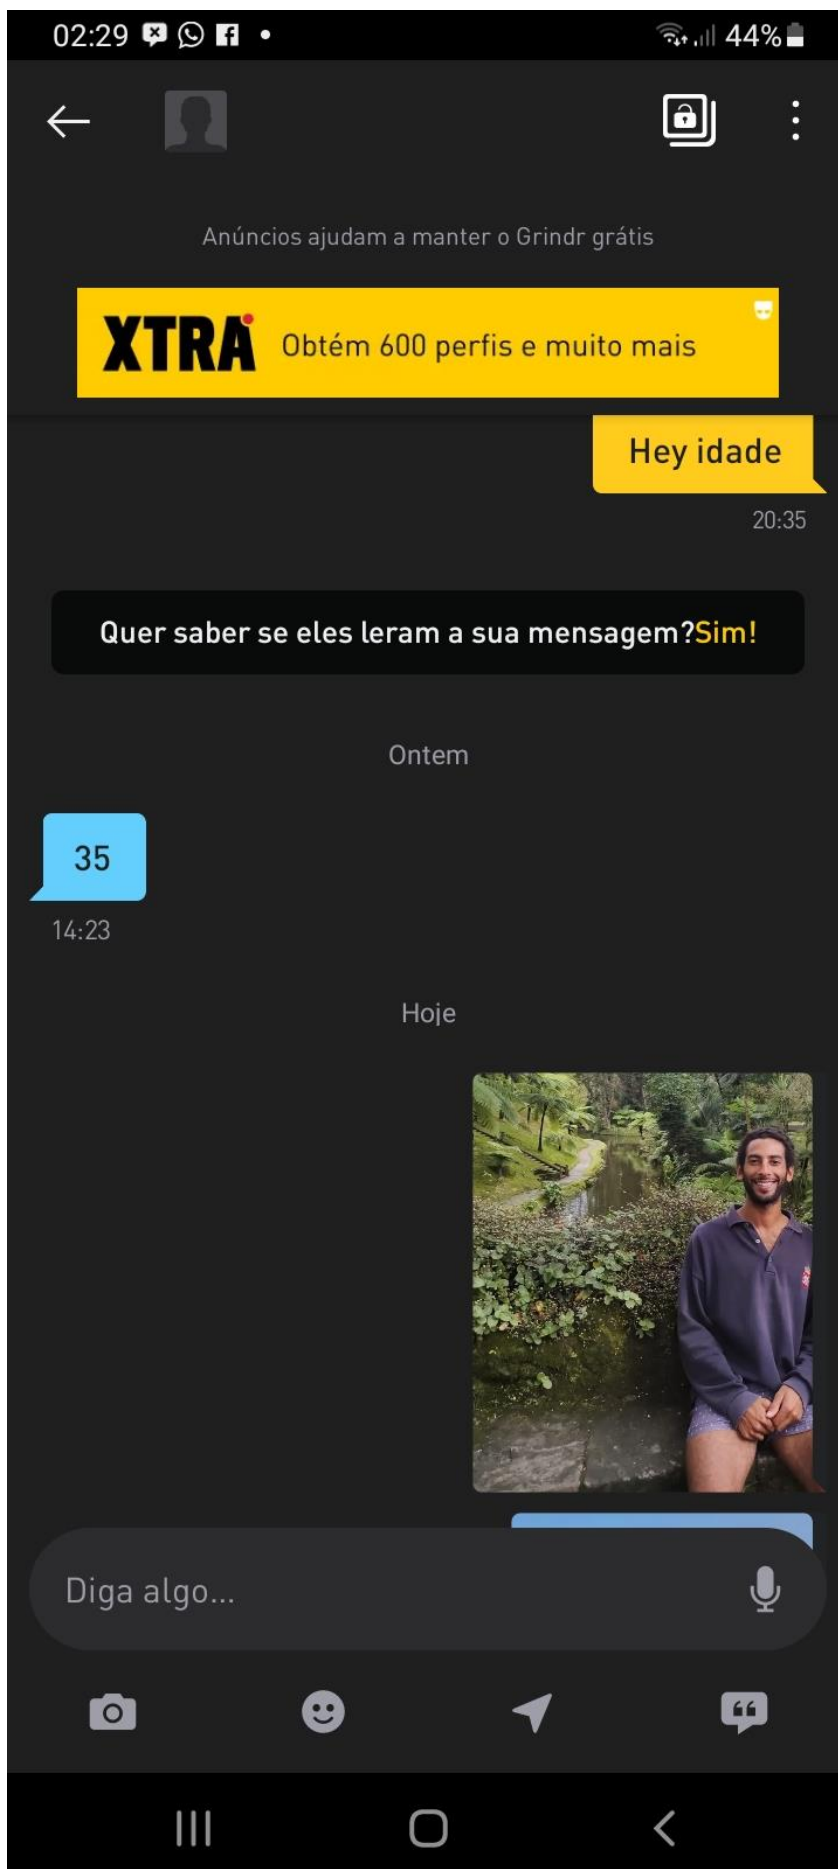 02:29
44%
Anúncios ajudam a manter o Grindr grátis
XTRA Obtém 600 perfis e muito mais
Hey idade
20:35
Quer saber se eles leram a sua mensagem?Sim!
Ontem
35
14:23
Hoje
Diga algo...